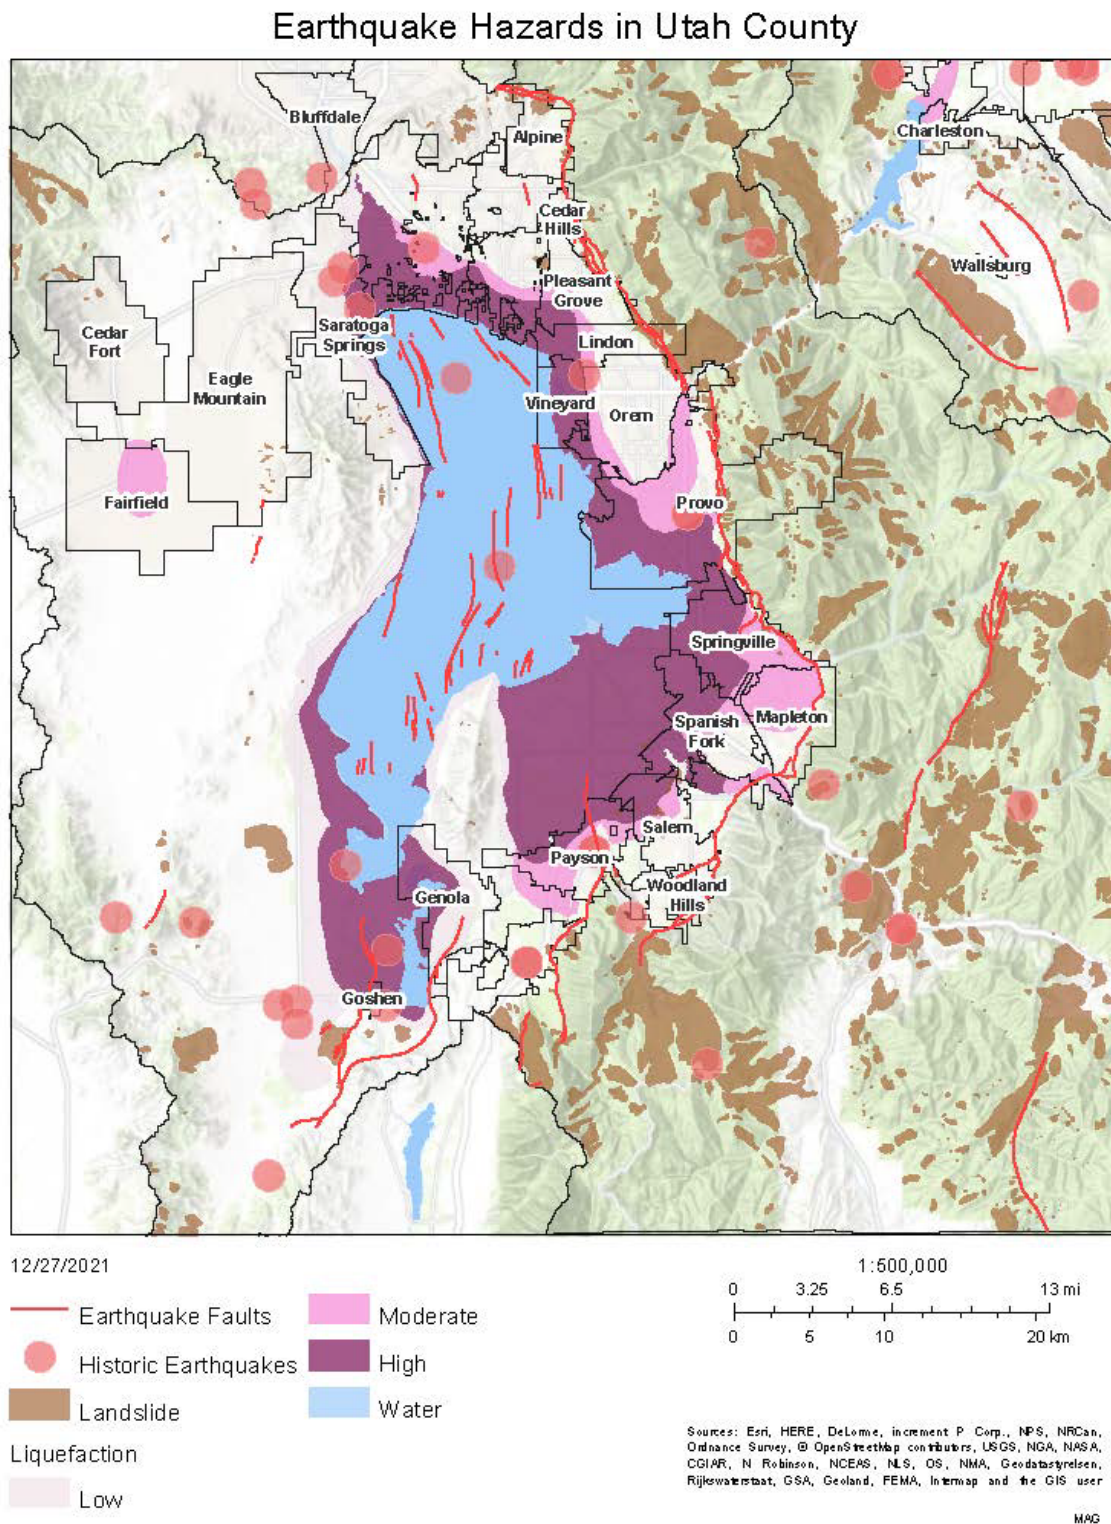 Earthquake Hazards in Utah County
Bluffdale
Alpine
Charleston
Cedar
Hills
Wallsburg
Pleasant
Grove
Saratoga
Springs
Cedar
Fort
Lindon
Eagle
Mountain
Vineyard
Orem
Fairfield
Provo
Springville
Mapleton
Spanish
Fork
Salem
Payson
Woodland
Hills
Genola
Goshen
12/27/2021
1:500,000
0 3.25 6.5 13 mi
0 5 10 20 km
Earthquake Faults
Historic Earthquakes
Landslide
Liquefaction
Low
Moderate
High
Water
Sources: Esri, HERE, DeLorme, increment P Corp., NPS, NRCan,
Ordnance Survey, © OpenStreetMap contributors, USGS, NGA, NASA,
CGIAR, N Robinson, NCEAS, NLS, OS, NMA, Geodatastyrelsen,
Rijkswaterstaat, GSA, Geoland, FEMA, Intermap and the GIS user
MAG